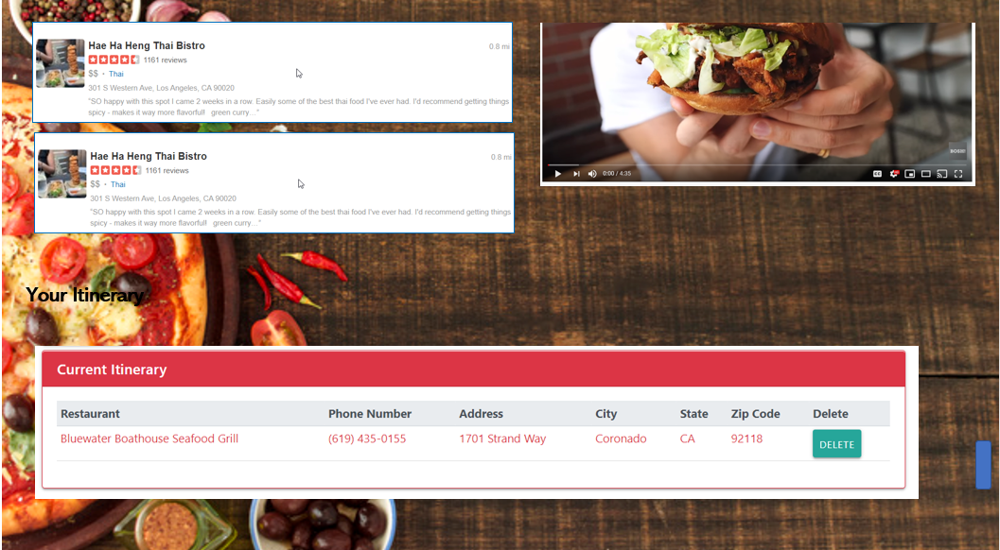 Hae Ha Heng Thai Bistro
0.8 mi
1161 reviews
$$ • Thai
301 S Western Ave, Los Angeles, CA 90020
"SO happy with this spot I came 2 weeks in a row. Easily some of the best thai food I've ever had. I'd recommend getting things
spicy - makes it way more flavorful! green curry…"
Hae Ha Heng Thai Bistro
0.8 mi
1161 reviews
$$ • Thai
301 S Western Ave, Los Angeles, CA 90020
"SO happy with this spot I came 2 weeks in a row. Easily some of the best thai food I've ever had. I'd recommend getting things
spicy - makes it way more flavorful! green curry…"
0:00 / 4:35
CC
Your Itinerary
Current Itinerary
Restaurant Phone Number Address City State Zip Code Delete
Bluewater Boathouse Seafood Grill (619) 435-0155 1701 Strand Way Coronado CA 92118 DELETE